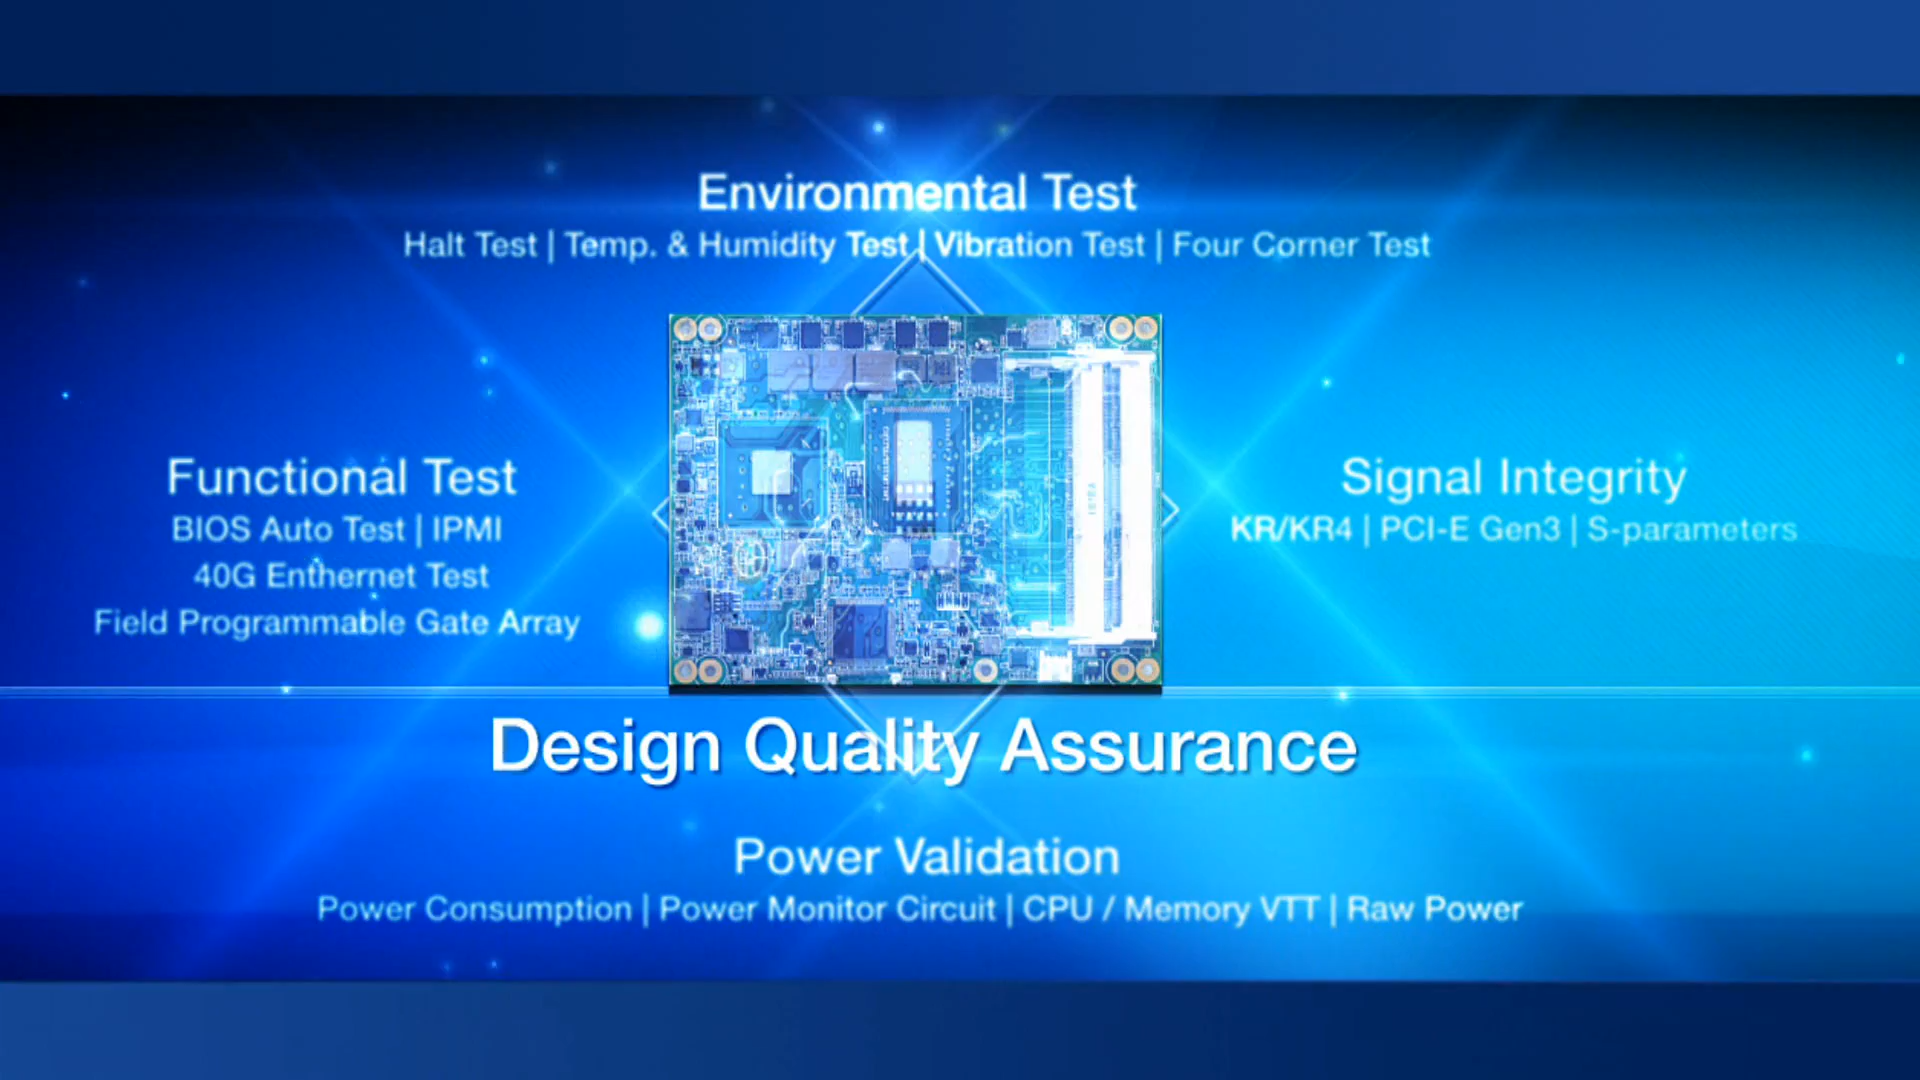 Environmental Test
Halt Test | Temp. & Humidity Test | Vibration Test | Four Corner Test
Functional Test
BIOS Auto Test | IPMI
40G Enthernet Test
Field Programmable Gate Array
Signal Integrity
KR/KR4 | PCI-E Gen3 | S-parameters
Design Quality Assurance
Power Validation
Power Consumption | Power Monitor Circuit | CPU / Memory VTT | Raw Power